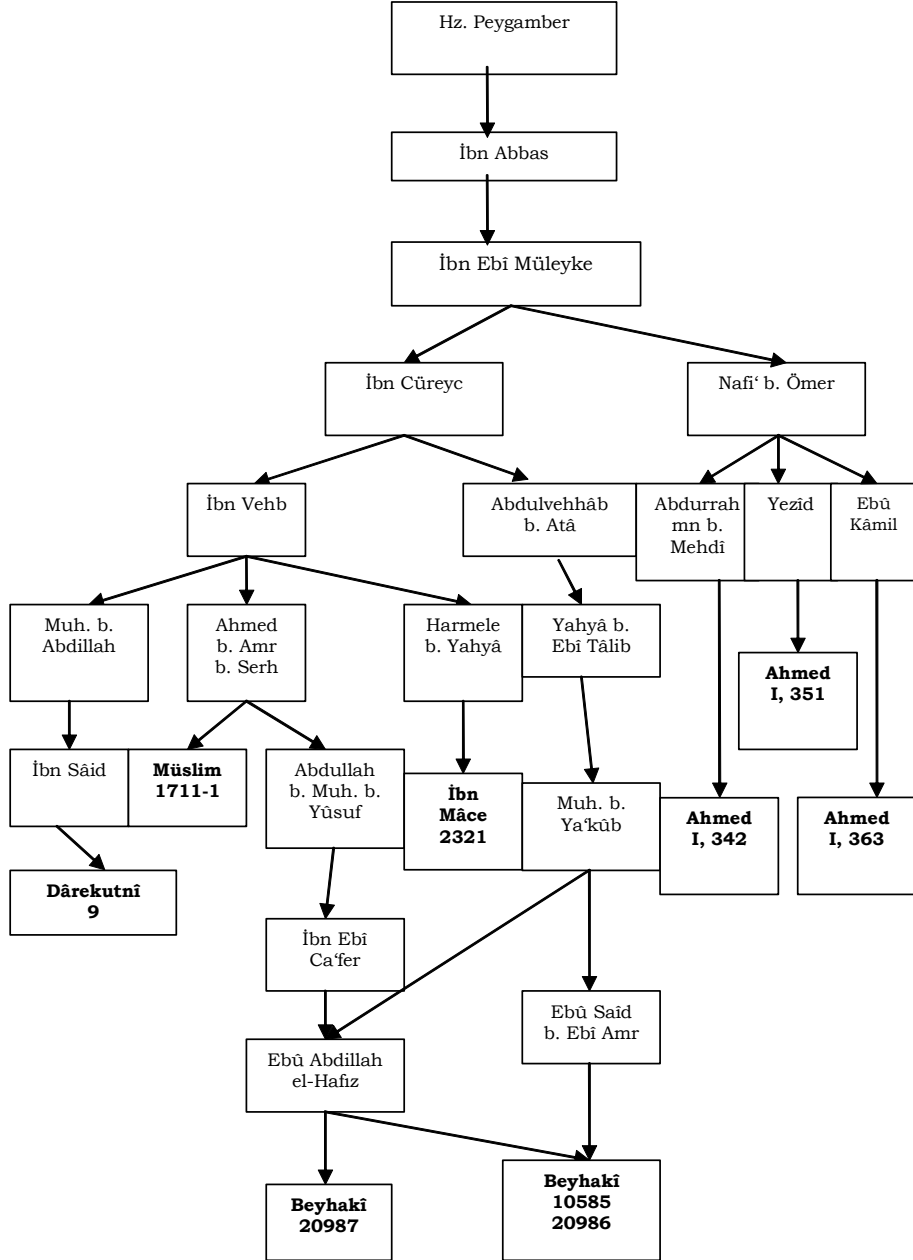 Hz. Peygamber
İbn Abbas
İbn Ebî Müleyke
İbn Cüreyc
Nafi‘ b. Ömer
İbn Vehb
Abdulvehhâb
b. Atâ
Abdurrah
mn b.
Mehdî
Yezîd
Ebû
Kâmil
Muh. b.
Abdillah
Ahmed
b. Amr
b. Serh
Harmele
b. Yahyâ
Yahyâ b.
Ebî Tâlib
Ahmed
I, 351
İbn Sâid
Müslim
1711-1
Abdullah
b. Muh. b.
Yûsuf
İbn
Mâce
2321
Muh. b.
Ya‘kûb
Ahmed
I, 342
Ahmed
I, 363
Dârekutnî
9
İbn Ebî
Ca‘fer
Ebû Saîd
b. Ebî Amr
Ebû Abdillah
el-Hafız
Beyhakî
20987
Beyhakî
10585
20986